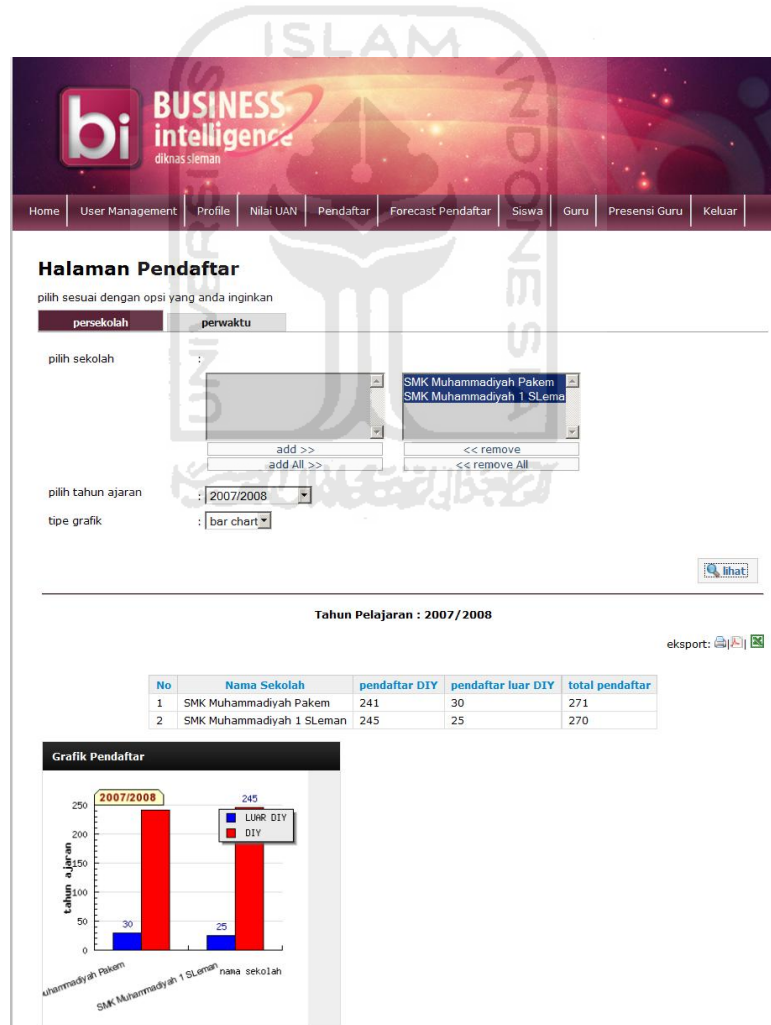 ISLAM
UNIVERSITAS
INDONESIA
bi
BUSINESS
intelligence
diknas sleman
Home User Management Profile Nilai UAN Pendaftar Forecast Pendaftar Siswa Guru Presensi Guru Keluar
Halaman Pendaftar
pilih sesuai dengan opsi yang anda inginkan
persekolah perwaktu
pilih sekolah :
SMK Muhammadiyah Pakem
SMK Muhammadiyah 1 SLema
add >> << remove
add All >> << remove All
pilih tahun ajaran : 2007/2008
tipe grafik : bar chart
lihat
Tahun Pelajaran : 2007/2008
eksport: | |
No Nama Sekolah pendaftar DIY pendaftar luar DIY total pendaftar
1 SMK Muhammadiyah Pakem 241 30 271
2 SMK Muhammadiyah 1 SLeman 245 25 270
Grafik Pendaftar
2007/2008
245
LUAR DIY
DIY
250
200
150
100
50
0
tahun ajaran
30
25
uhammadiyah Pakem
SMK Muhammadiyah 1 SLeman
nama sekolah